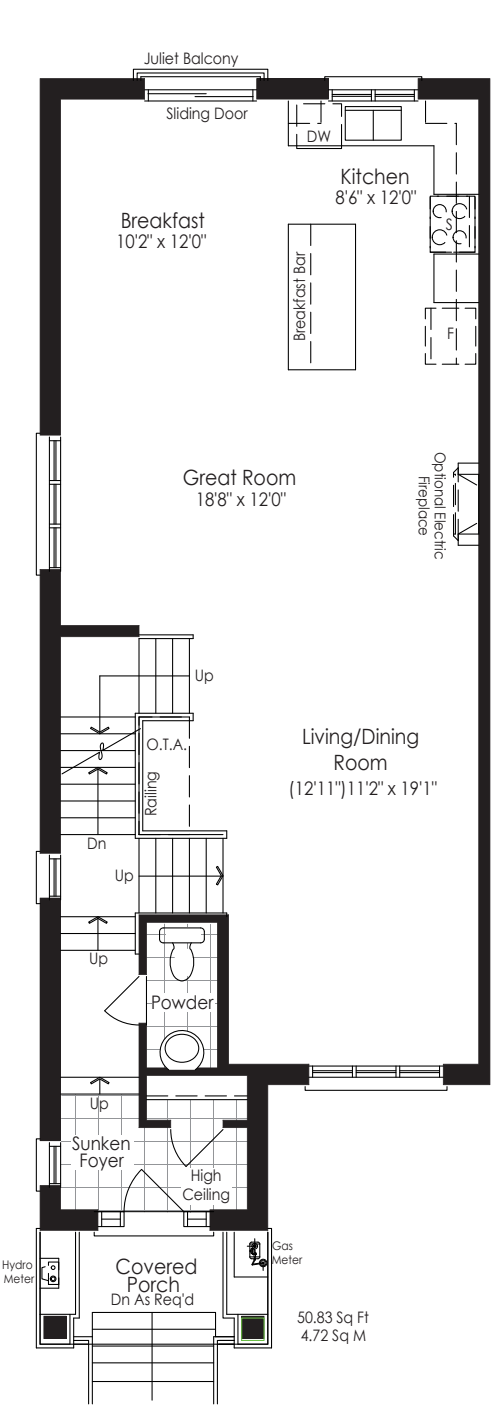 Juliet Balcony
Sliding Door
DW
Kitchen
8'6" x 12'0"
Breakfast
10'2" x 12'0"
S
Breakfast Bar
F
Great Room
18'8" x 12'0"
Optional Electric
Fireplace
Up
O.T.A.
Railing
Living/Dining
Room
(12'11")11'2" x 19'1"
Dn
Up
Up
Powder
Up
Sunken
Foyer
High
Ceiling
Hydro
Meter
Gas
Meter
Covered
Porch
Dn As Req'd
50.83 Sq Ft
4.72 Sq M